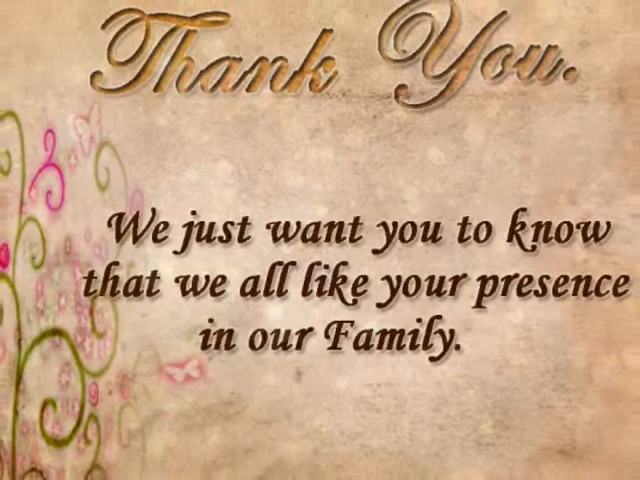 Thank You.
We just want you to know
that we all like your presence
in our Family.